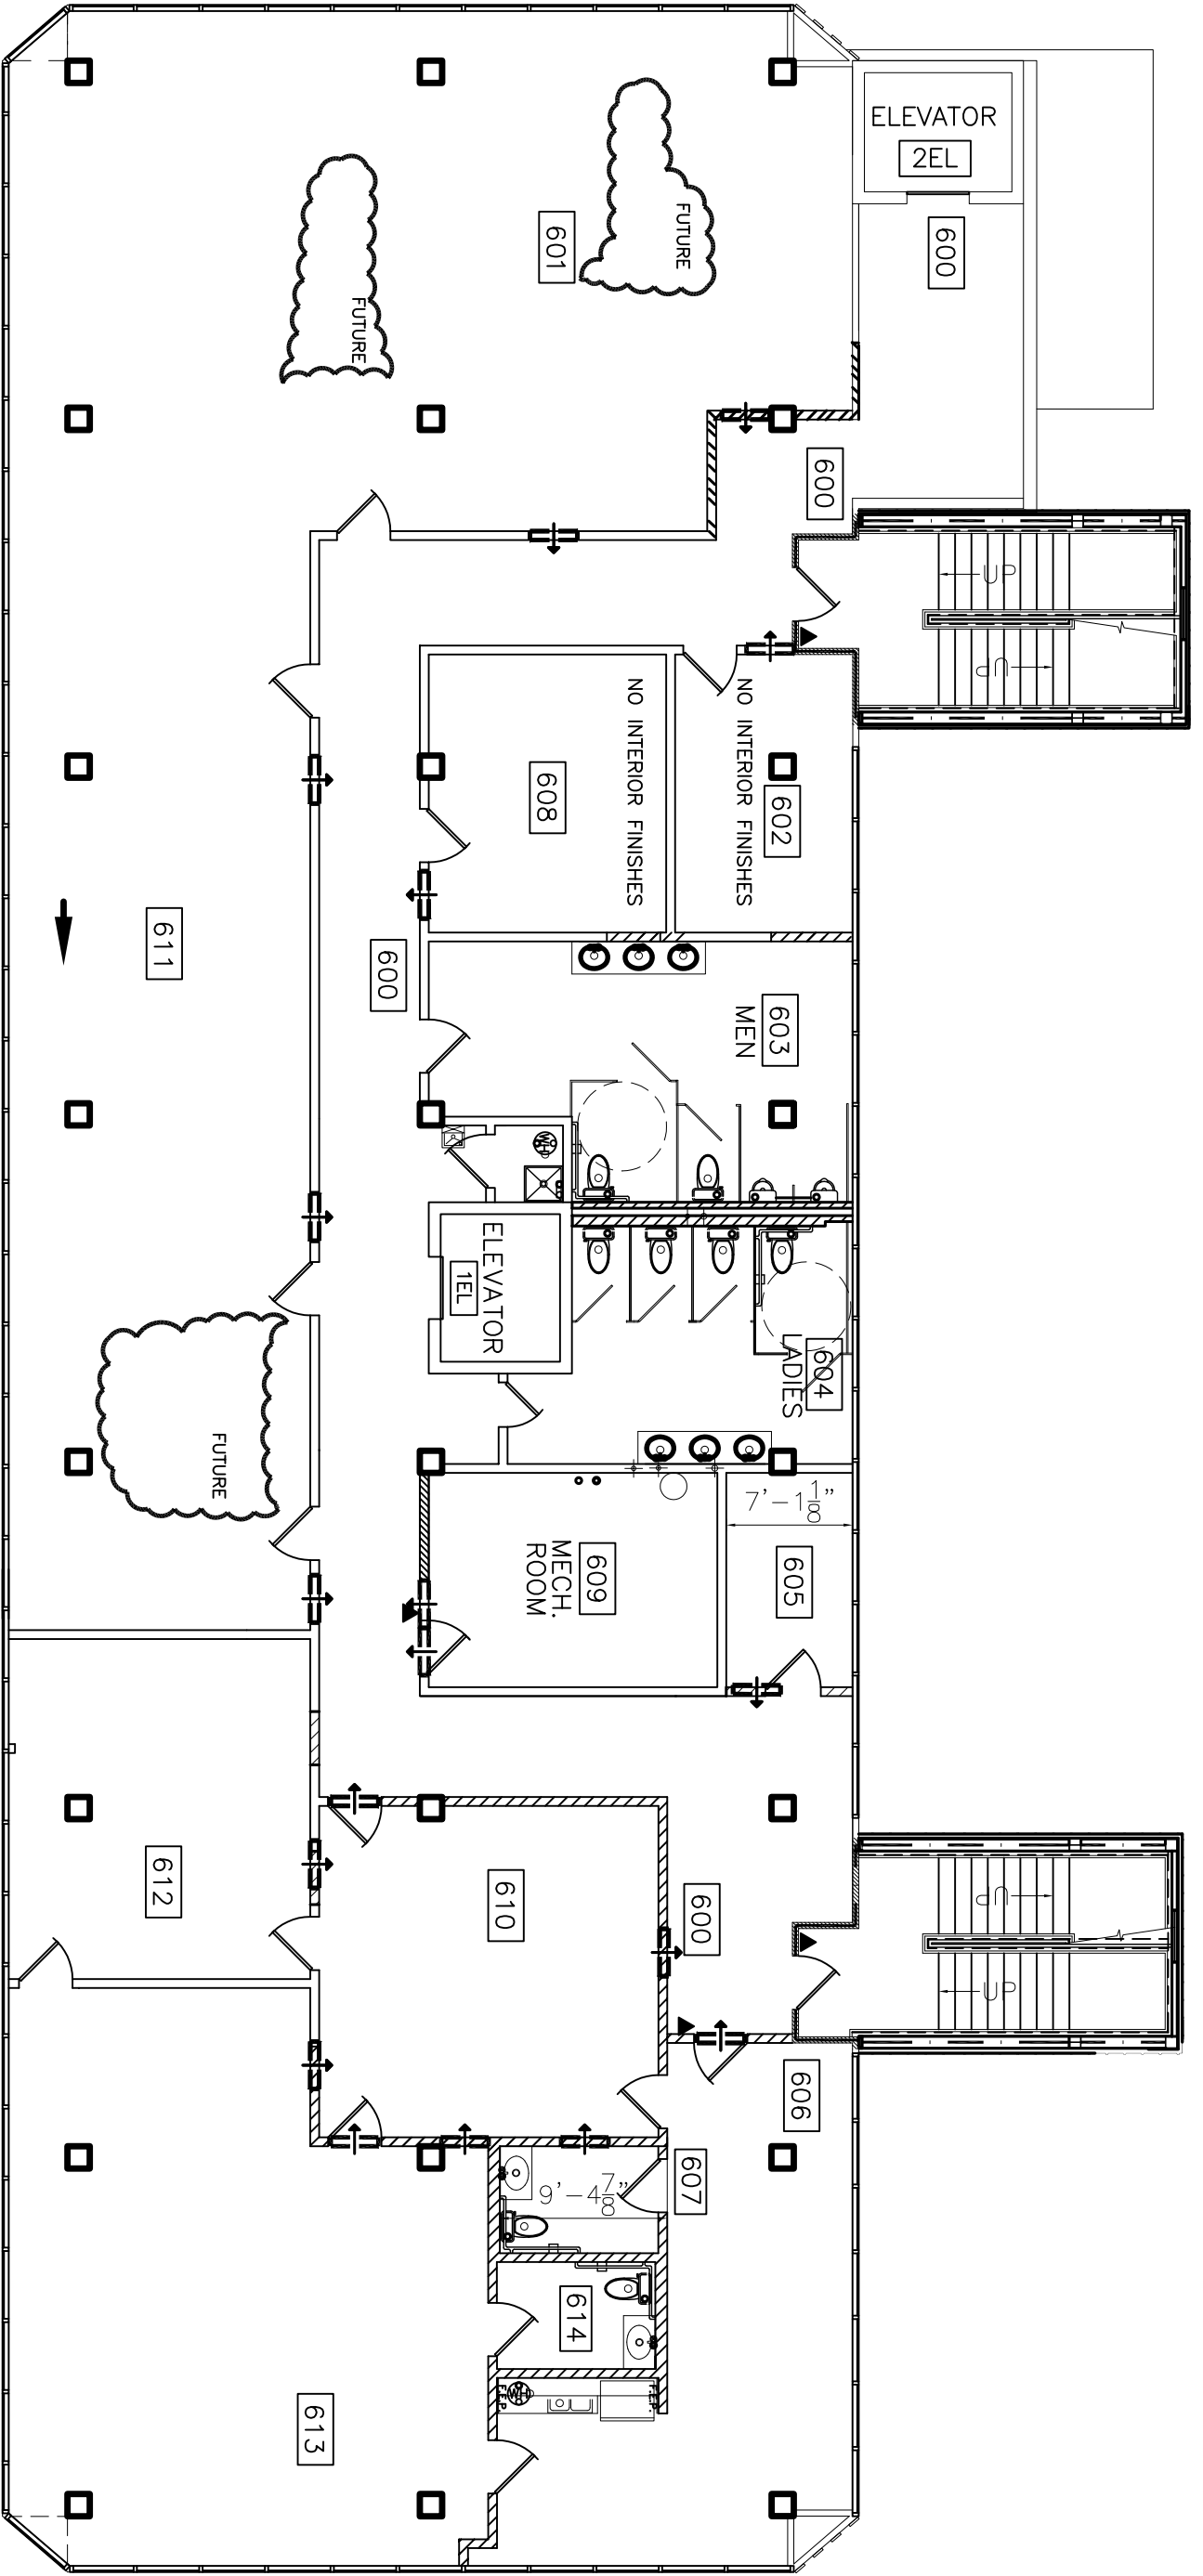 ELEVATOR
2EL
600
FUTURE
601
FUTURE
600
UP
UP
NO INTERIOR FINISHES
602
NO INTERIOR FINISHES
608
611
600
603
MEN
WH
ELEVATOR
1EL
604
LADIES
FUTURE
7'-1 1/8"
605
609
MECH.
ROOM
612
610
600
UP
UP
606
607
9'-4 7/8"
614
F.E.P.
WH
F.E.P.
613